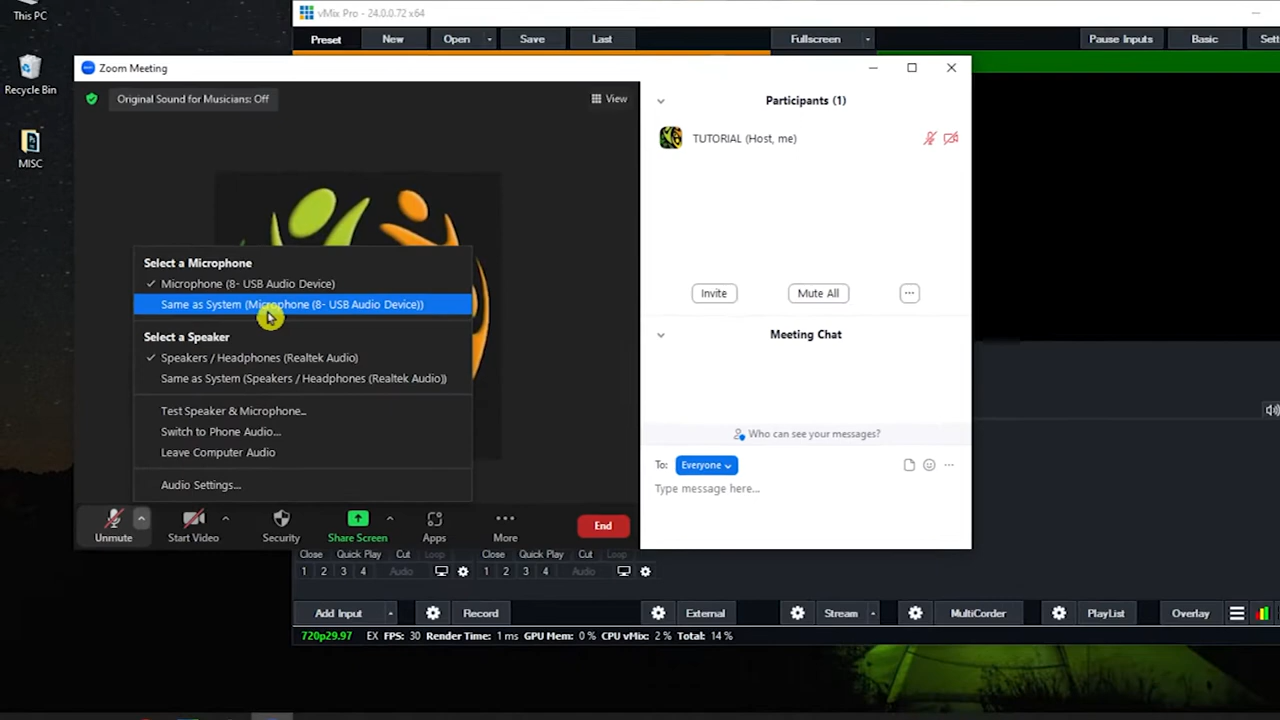 This PC
vMix Pro - 24.0.0.72 x64
Preset New Open Save Last Fullscreen Pause Inputs Basic Sett
Recycle Bin
MISC
Zoom Meeting
Original Sound for Musicians: Off
View
Participants (1)
TUTORIAL (Host, me)
Select a Microphone
Microphone (8- USB Audio Device)
Same as System (Microphone (8- USB Audio Device))
Select a Speaker
Speakers / Headphones (Realtek Audio)
Same as System (Speakers / Headphones (Realtek Audio))
Test Speaker & Microphone...
Switch to Phone Audio...
Leave Computer Audio
Audio Settings...
Invite Mute All ...
Meeting Chat
Who can see your messages?
To: Everyone
Type message here...
Unmute Start Video Security Share Screen Apps More End
Close Quick Play Cut Loop Close Quick Play Cut Loop
1 2 3 4 Audio 1 2 3 4 Audio
Add Input Record External Stream MultiCorder PlayList Overlay
720p29.97 EX FPS: 30 Render Time: 1 ms GPU Mem: 0 % CPU vMix: 2 % Total: 14 %